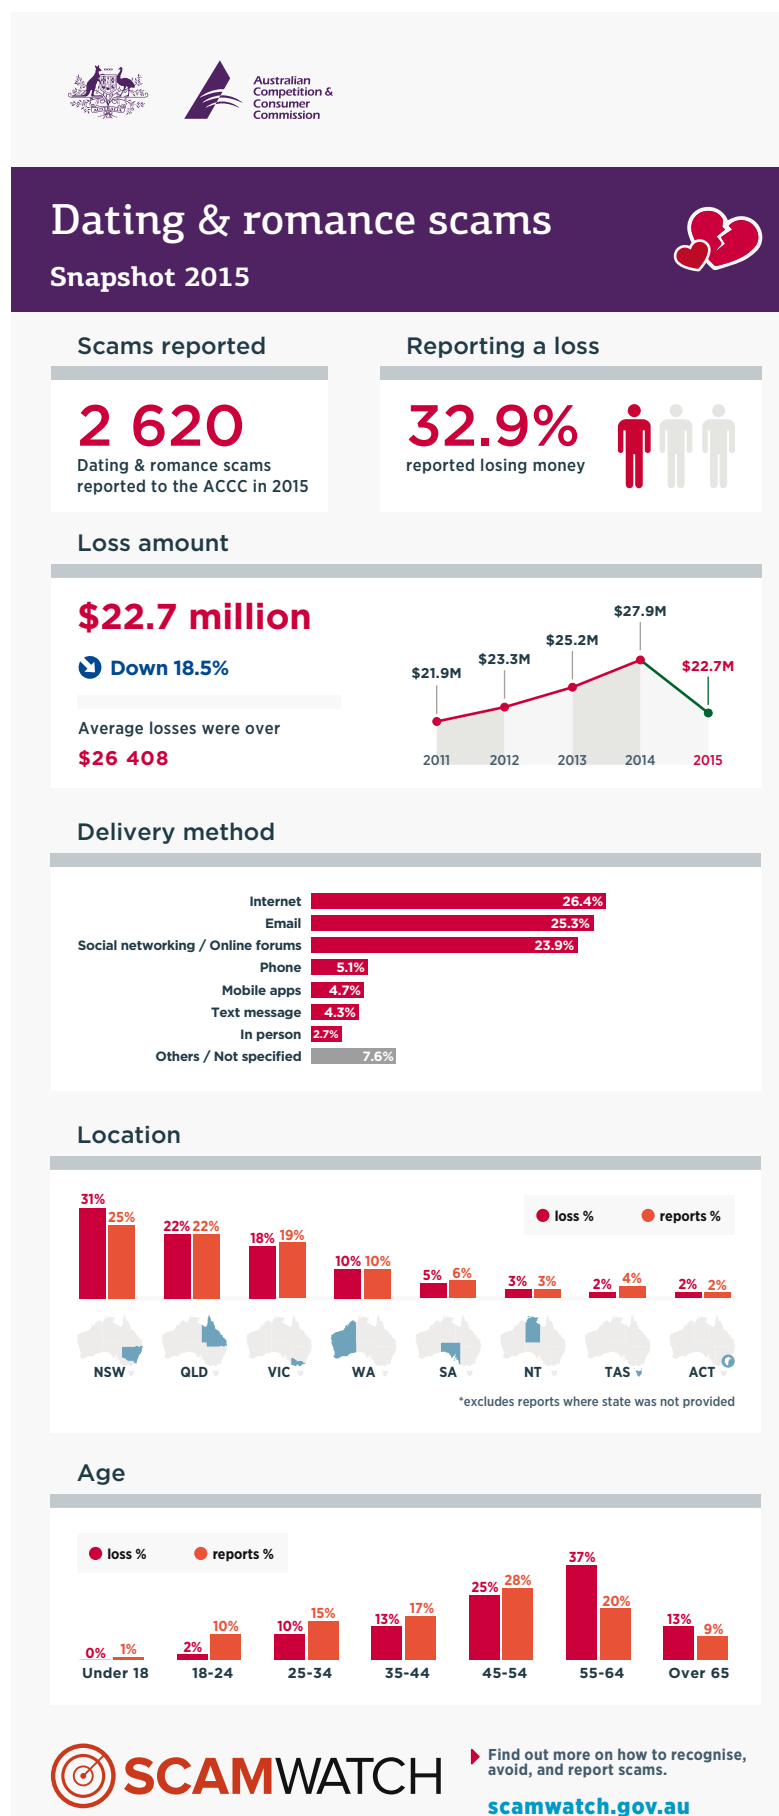 Australian
Competition &
Consumer
Commission
Dating & romance scams
Snapshot 2015
Scams reported
2 620
Dating & romance scams
reported to the ACCC in 2015
Reporting a loss
32.9%
reported losing money
Loss amount
$22.7 million
Down 18.5%
Average losses were over
$26 408
$21.9M
$23.3M
$25.2M
$27.9M
$22.7M
2011
2012
2013
2014
2015
Delivery method
Internet 26.4%
Email 25.3%
Social networking / Online forums 23.9%
Phone 5.1%
Mobile apps 4.7%
Text message 4.3%
In person 2.7%
Others / Not specified 7.6%
Location
loss % reports %
31% 25%
22% 22%
18% 19%
10% 10%
5% 6%
3% 3%
2% 4%
2% 2%
NSW QLD VIC WA SA NT TAS ACT
*excludes reports where state was not provided
Age
loss % reports %
0% 1%
2% 10%
10% 15%
13% 17%
25% 28%
37% 20%
13% 9%
Under 18 18-24 25-34 35-44 45-54 55-64 Over 65
SCAMWATCH
Find out more on how to recognise,
avoid, and report scams.
scamwatch.gov.au